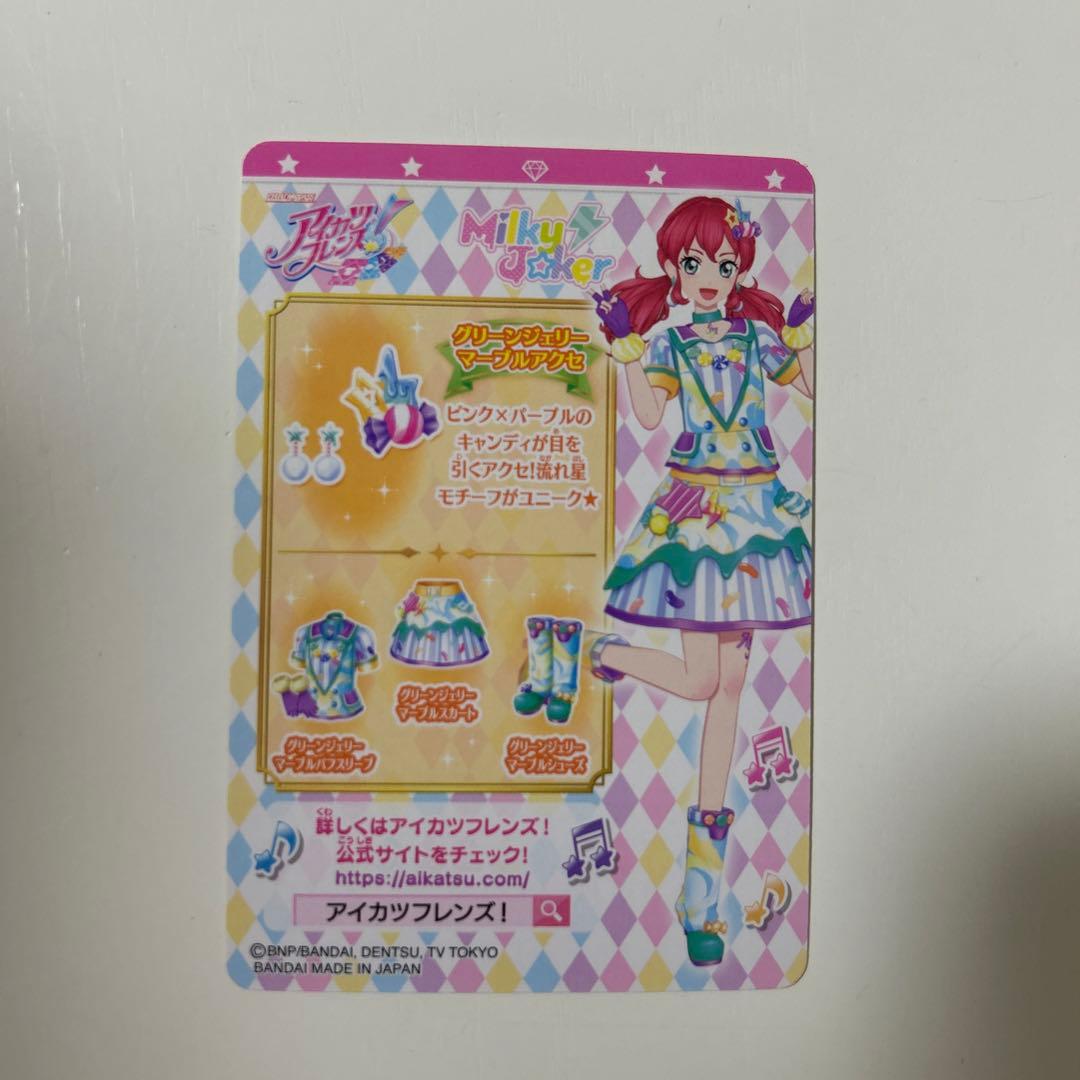 アイカツ
フレンズ!
Milky
Joker
グリーンジェリー
マーブルアクセ
ピンク×パープルの
キャンディが目を
引くアクセ!流れ星
モチーフがユニーク★
グリーンジェリー
マーブルスカート
グリーンジェリー
マーブルパフスリーブ
グリーンジェリー
マーブルシューズ
詳しくはアイカツフレンズ!
公式サイトをチェック!
https://aikatsu.com/
アイカツフレンズ!
©BNP/BANDAI, DENTSU, TV TOKYO
BANDAI MADE IN JAPAN